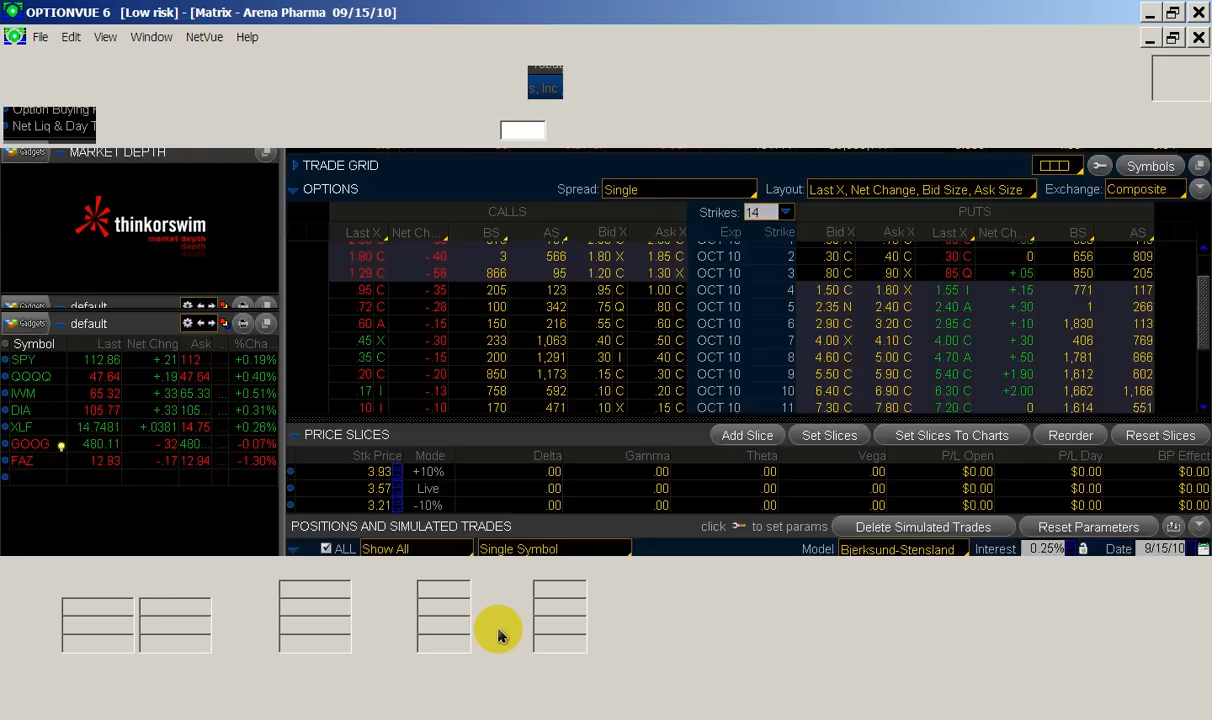 OPTIONVUE 6 [Low risk] - [Matrix - Arena Pharma 09/15/10]
File Edit View Window NetVue Help
s, Inc
Option Buying
Net Liq & Day T
Gadgets MARKET DEPTH
thinkorswim
market depth
Gadgets default
Gadgets default
Symbol Last Net Chng Ask ... %Cha...
SPY 112.86 +.21 112... +0.19%
QQQQ 47.64 +.19 47.64 +0.40%
IWM 65.32 +.33 65.33 +0.51%
DIA 105.77 +.33 105... +0.31%
XLF 14.7481 +.0381 14.75 +0.26%
GOOG 480.11 -.32 480... -0.07%
FAZ 12.93 -.17 12.94 -1.30%
TRADE GRID Symbols
OPTIONS Spread: Single Layout: Last X, Net Change, Bid Size, Ask Size Exchange: Composite
CALLS Strikes: 14 PUTS
Last X Net Ch... BS AS Bid X Ask X Exp Strike Bid X Ask X Last X Net Ch... BS AS
1.80 C -.40 3 566 1.80 X 1.85 C OCT 10 2 .30 C .40 C .30 C 0 656 809
1.29 C -.56 866 95 1.20 C 1.30 X OCT 10 3 .80 C .90 X .85 Q +.05 850 205
.95 C -.35 205 123 .95 C 1.00 C OCT 10 4 1.50 C 1.60 X 1.55 I +.15 771 117
.72 C -.28 100 342 .75 Q .80 C OCT 10 5 2.35 N 2.40 C 2.40 A +.30 1 266
.60 A -.15 150 216 .55 C .60 C OCT 10 6 2.90 C 3.20 C 2.95 C +.10 1,830 113
.45 X -.30 233 1,063 .40 C .50 C OCT 10 7 4.00 X 4.10 C 4.00 C +.30 406 769
.35 C -.15 200 1,291 .30 I .40 C OCT 10 8 4.60 C 5.00 C 4.70 A +.50 1,781 866
.20 C -.20 850 1,173 .15 C .30 C OCT 10 9 5.50 C 5.90 C 5.40 C +1.90 1,612 602
.17 I -.13 758 592 .10 C .20 C OCT 10 10 6.40 C 6.90 C 6.30 C +2.00 1,662 1,166
.10 I -.10 170 471 .10 X .15 C OCT 10 11 7.30 C 7.80 C 7.20 C 0 1,614 551
PRICE SLICES Add Slice Set Slices Set Slices To Charts Reorder Reset Slices
Stk Price Mode Delta Gamma Theta Vega P/L Open P/L Day BP Effect
3.93 +10% .00 .00 .00 .00 $0.00 $0.00 $0.00
3.57 Live .00 .00 .00 .00 $0.00 $0.00 $0.00
3.21 -10% .00 .00 .00 .00 $0.00 $0.00 $0.00
POSITIONS AND SIMULATED TRADES click to set params Delete Simulated Trades Reset Parameters
ALL Show All Single Symbol Model Bjerksund-Stensland Interest 0.25% Date 9/15/10